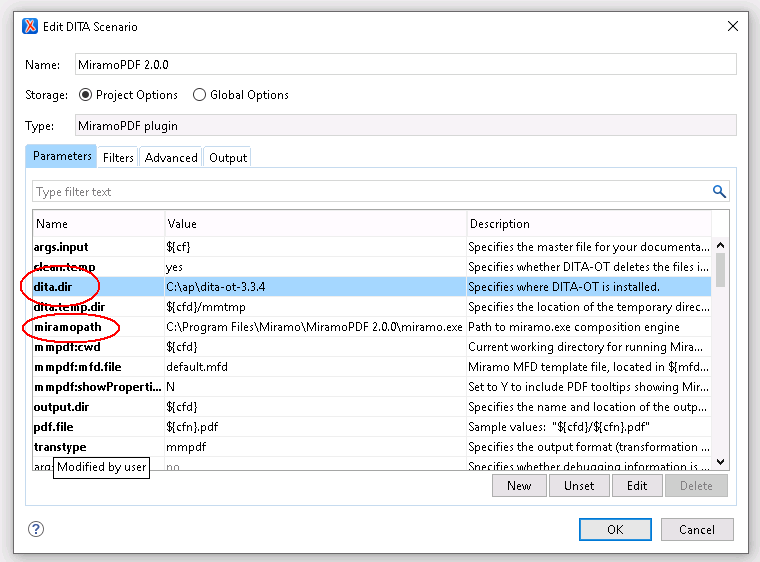 Edit DITA Scenario
Name: MiramoPDF 2.0.0
Storage: Project Options Global Options
Type: MiramoPDF plugin
Parameters Filters Advanced Output
Type filter text
Name Value Description
args.input ${cf} Specifies the master file for your documenta...
clean.temp yes Specifies whether DITA-OT deletes the files i...
dita.dir C:\ap\dita-ot-3.3.4 Specifies where DITA-OT is installed.
dita.temp.dir ${cfd}/mmtmp Specifies the location of the temporary direc...
miramopath C:\Program Files\Miramo\MiramoPDF 2.0.0\miramo.exe Path to miramo.exe composition engine
mmpdf:cwd ${cfd} Current working directory for running Miram...
mmpdf:mfd.file default.mfd Miramo MFD template file, located in ${mfd...
mmpdf:showProperti... N Set to Y to include PDF tooltips showing Mir...
output.dir ${cfd} Specifies the name and location of the outp...
pdf.file ${cfn}.pdf Sample values: "${cfd}/${cfn}.pdf"
transtype mmpdf Specifies the output format (transformation ...
args no Specifies whether debugging information is ...
Modified by user
New Unset Edit Delete
? OK Cancel